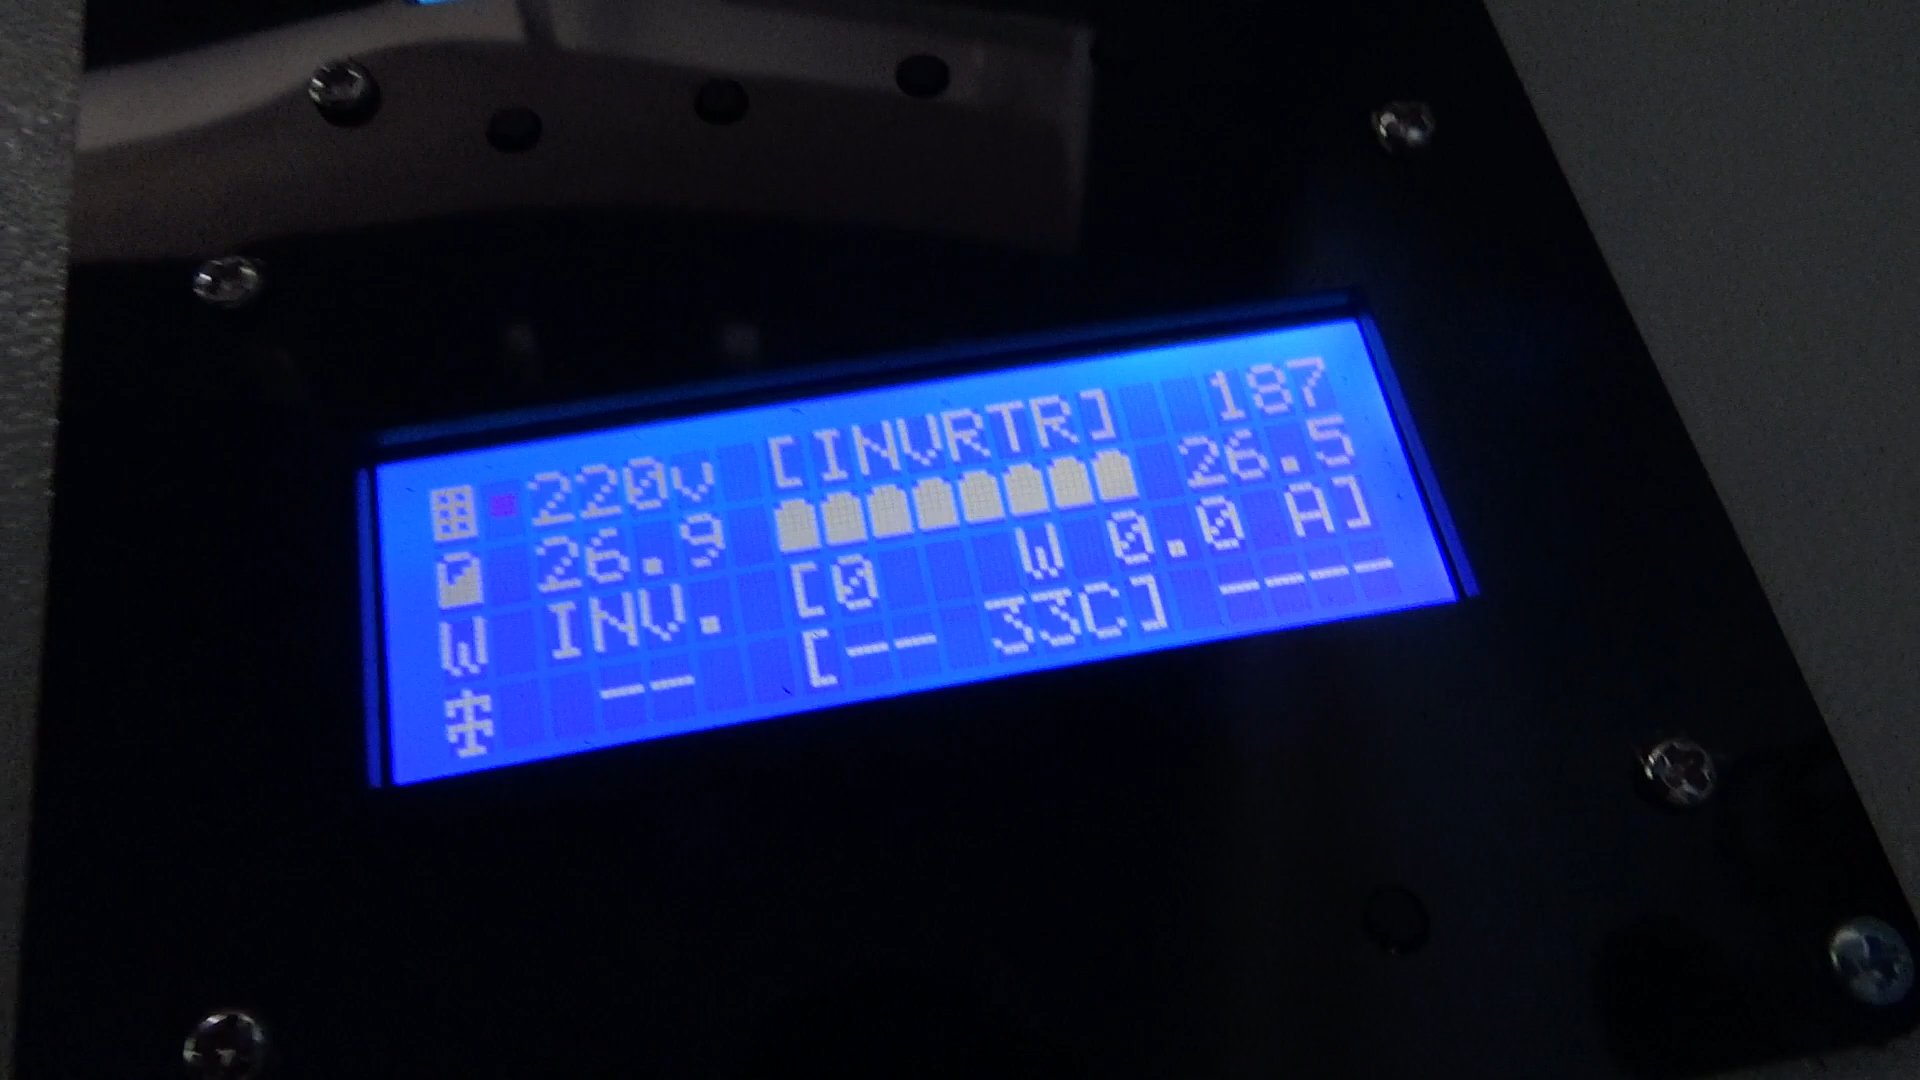 220v [INVRTR] 187
26.9 26.5
W INV. [0 W 0.0 A]
-- [-- 33C] ----